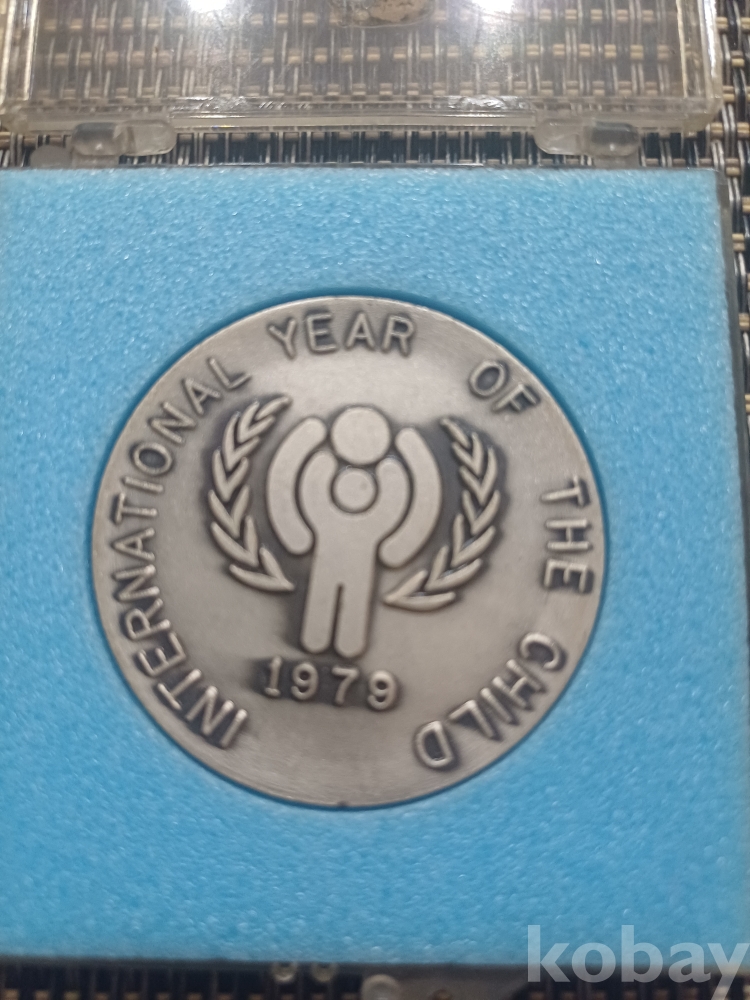 INTERNATIONAL YEAR OF THE CHILD
1979
kobay